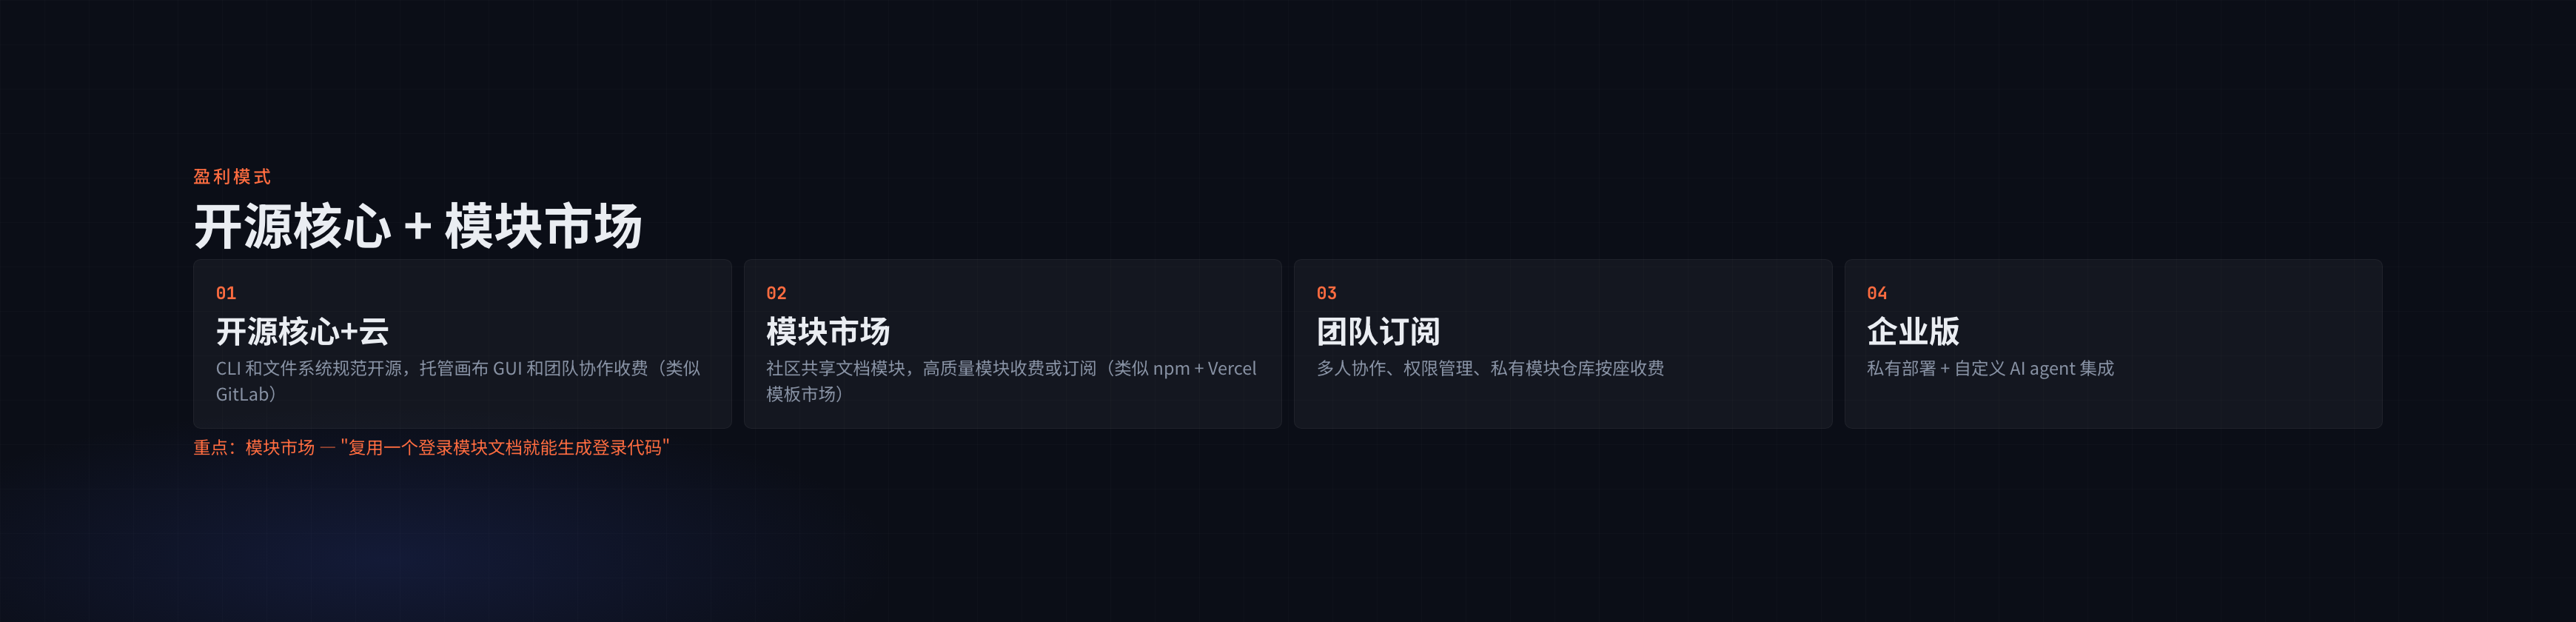 盈利模式
开源核心 + 模块市场
01
开源核心+云
CLI 和文件系统规范开源，托管画布 GUI 和团队协作收费（类似
GitLab）
02
模块市场
社区共享文档模块，高质量模块收费或订阅（类似 npm + Vercel
模板市场）
03
团队订阅
多人协作、权限管理、私有模块仓库按座收费
04
企业版
私有部署 + 自定义 AI agent 集成
重点：模块市场 — "复用一个登录模块文档就能生成登录代码"